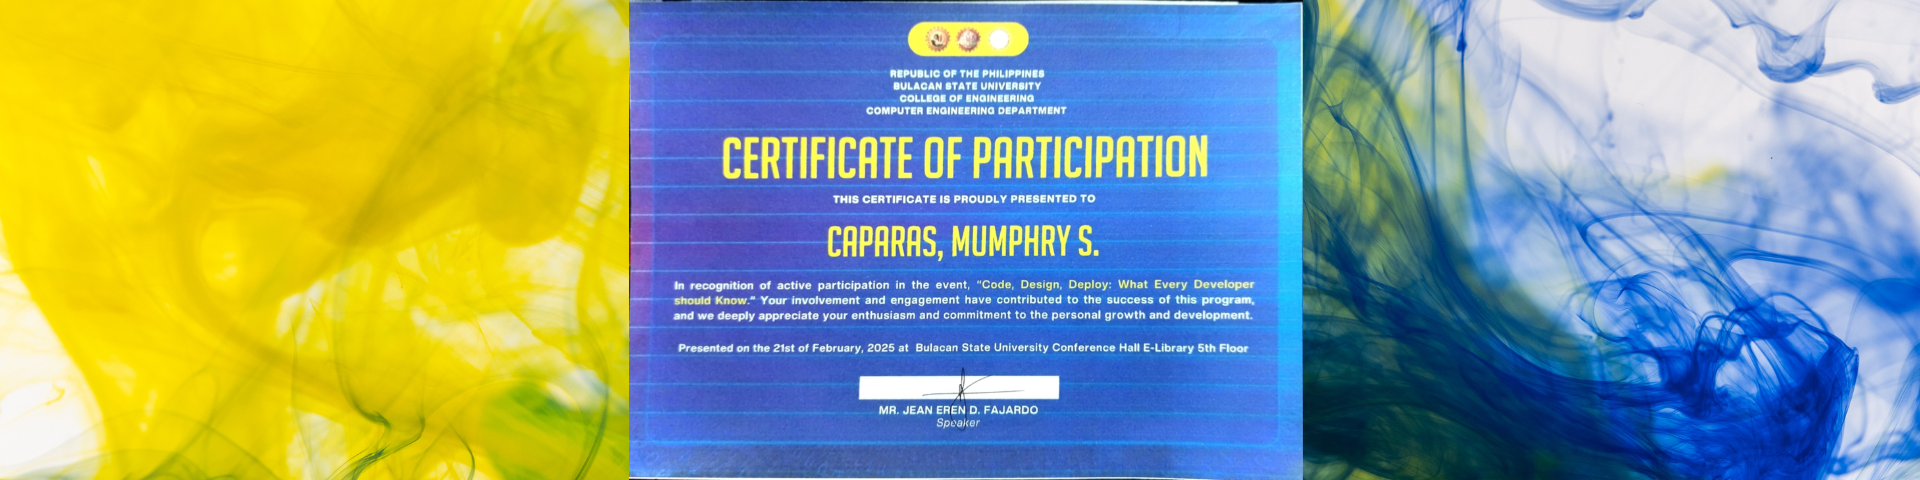 REPUBLIC OF THE PHILIPPINES
BULACAN STATE UNIVERSITY
COLLEGE OF ENGINEERING
COMPUTER ENGINEERING DEPARTMENT
CERTIFICATE OF PARTICIPATION
THIS CERTIFICATE IS PROUDLY PRESENTED TO
CAPARAS, MUMPHRY S.
In recognition of active participation in the event, "Code, Design, Deploy: What Every Developer
should Know." Your involvement and engagement have contributed to the success of this program,
and we deeply appreciate your enthusiasm and commitment to the personal growth and development.
Presented on the 21st of February, 2025 at Bulacan State University Conference Hall E-Library 5th Floor
MR. JEAN EREN D. FAJARDO
Speaker